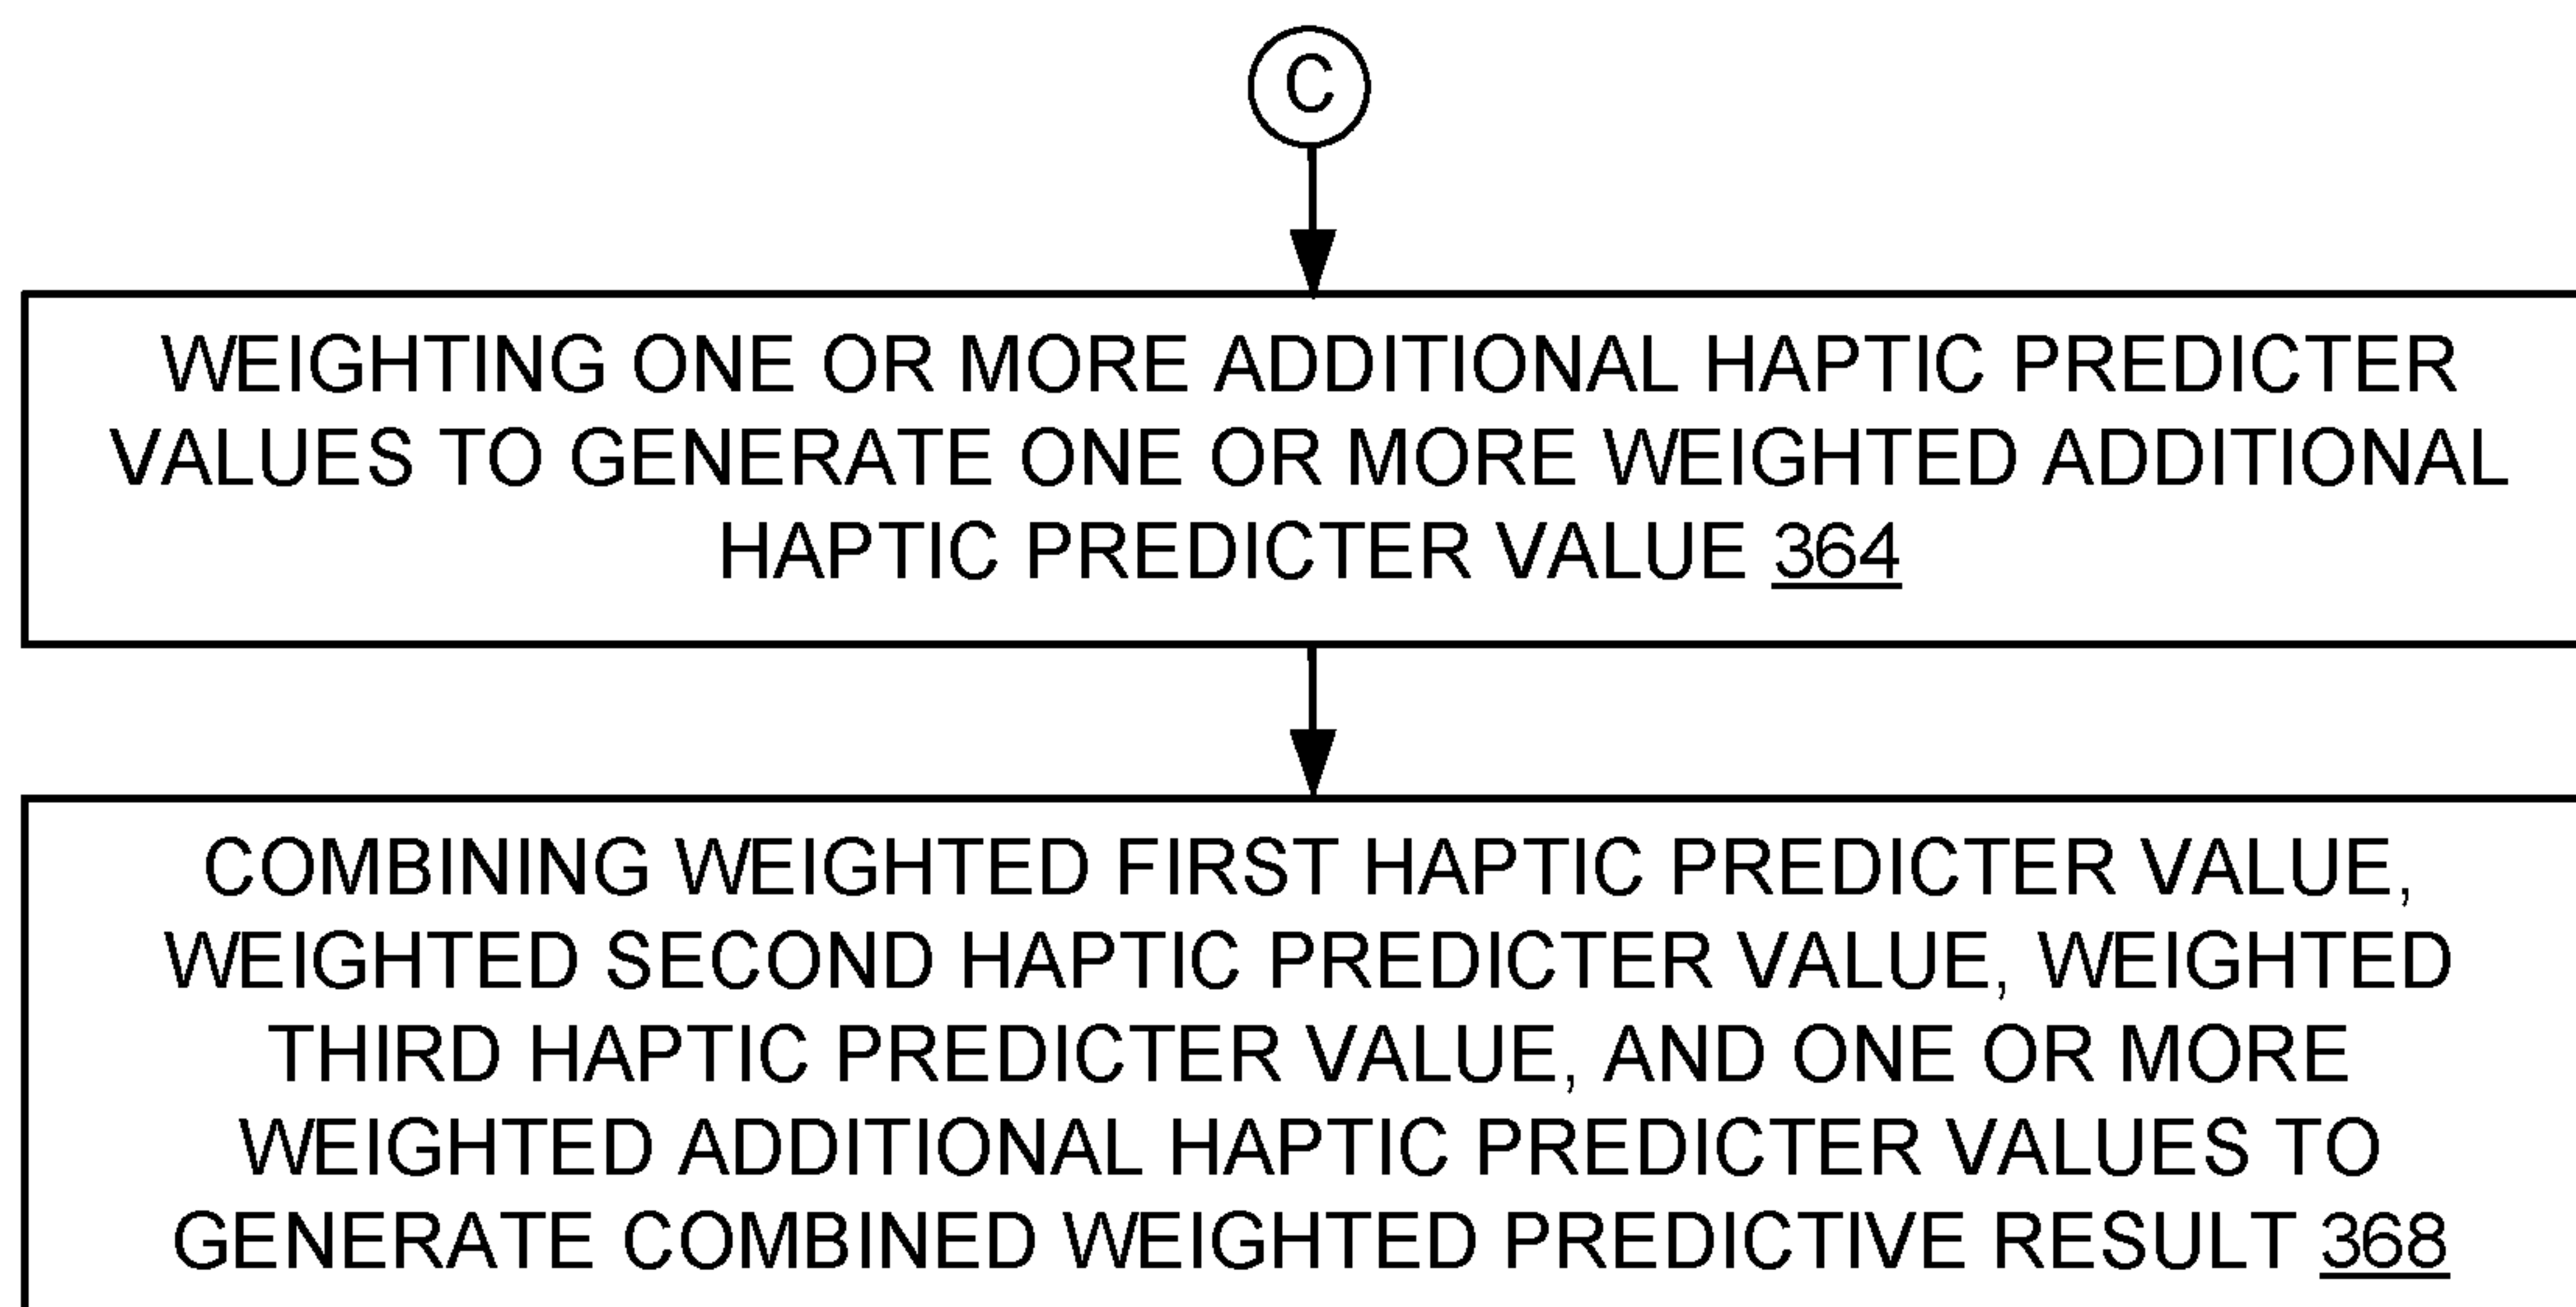 C
WEIGHTING ONE OR MORE ADDITIONAL HAPTIC PREDICTER
VALUES TO GENERATE ONE OR MORE WEIGHTED ADDITIONAL
HAPTIC PREDICTER VALUE 364
COMBINING WEIGHTED FIRST HAPTIC PREDICTER VALUE,
WEIGHTED SECOND HAPTIC PREDICTER VALUE, WEIGHTED
THIRD HAPTIC PREDICTER VALUE, AND ONE OR MORE
WEIGHTED ADDITIONAL HAPTIC PREDICTER VALUES TO
GENERATE COMBINED WEIGHTED PREDICTIVE RESULT 368